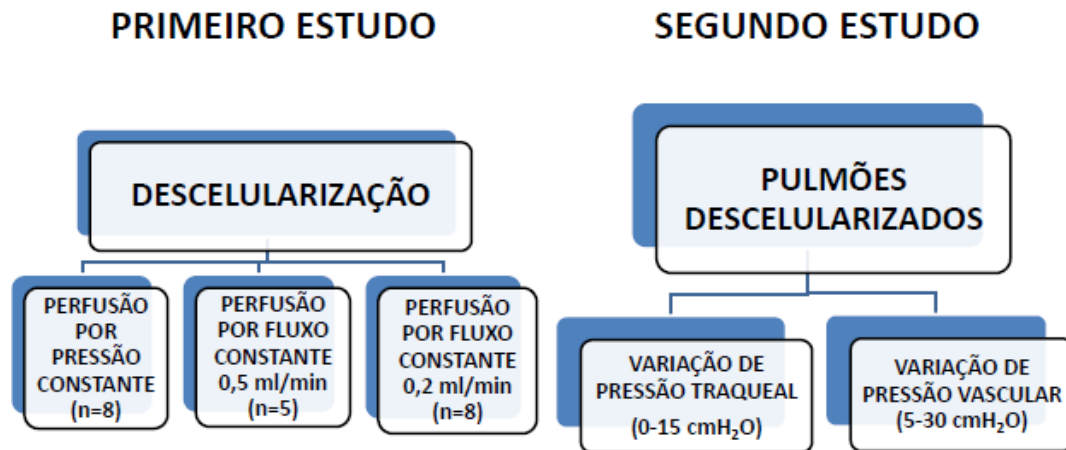 PRIMEIRO ESTUDO
DESCELULARIZAÇÃO
PERFUSÃO
POR
PRESSÃO
CONSTANTE
(n=8)
PERFUSÃO
POR FLUXO
CONSTANTE
0,5 ml/min
(n=5)
PERFUSÃO
POR FLUXO
CONSTANTE
0,2 ml/min
(n=8)
SEGUNDO ESTUDO
PULMÕES
DESCELULARIZADOS
VARIAÇÃO DE
PRESSÃO TRAQUEAL
(0-15 cmH₂O)
VARIAÇÃO DE
PRESSÃO VASCULAR
(5-30 cmH₂O)